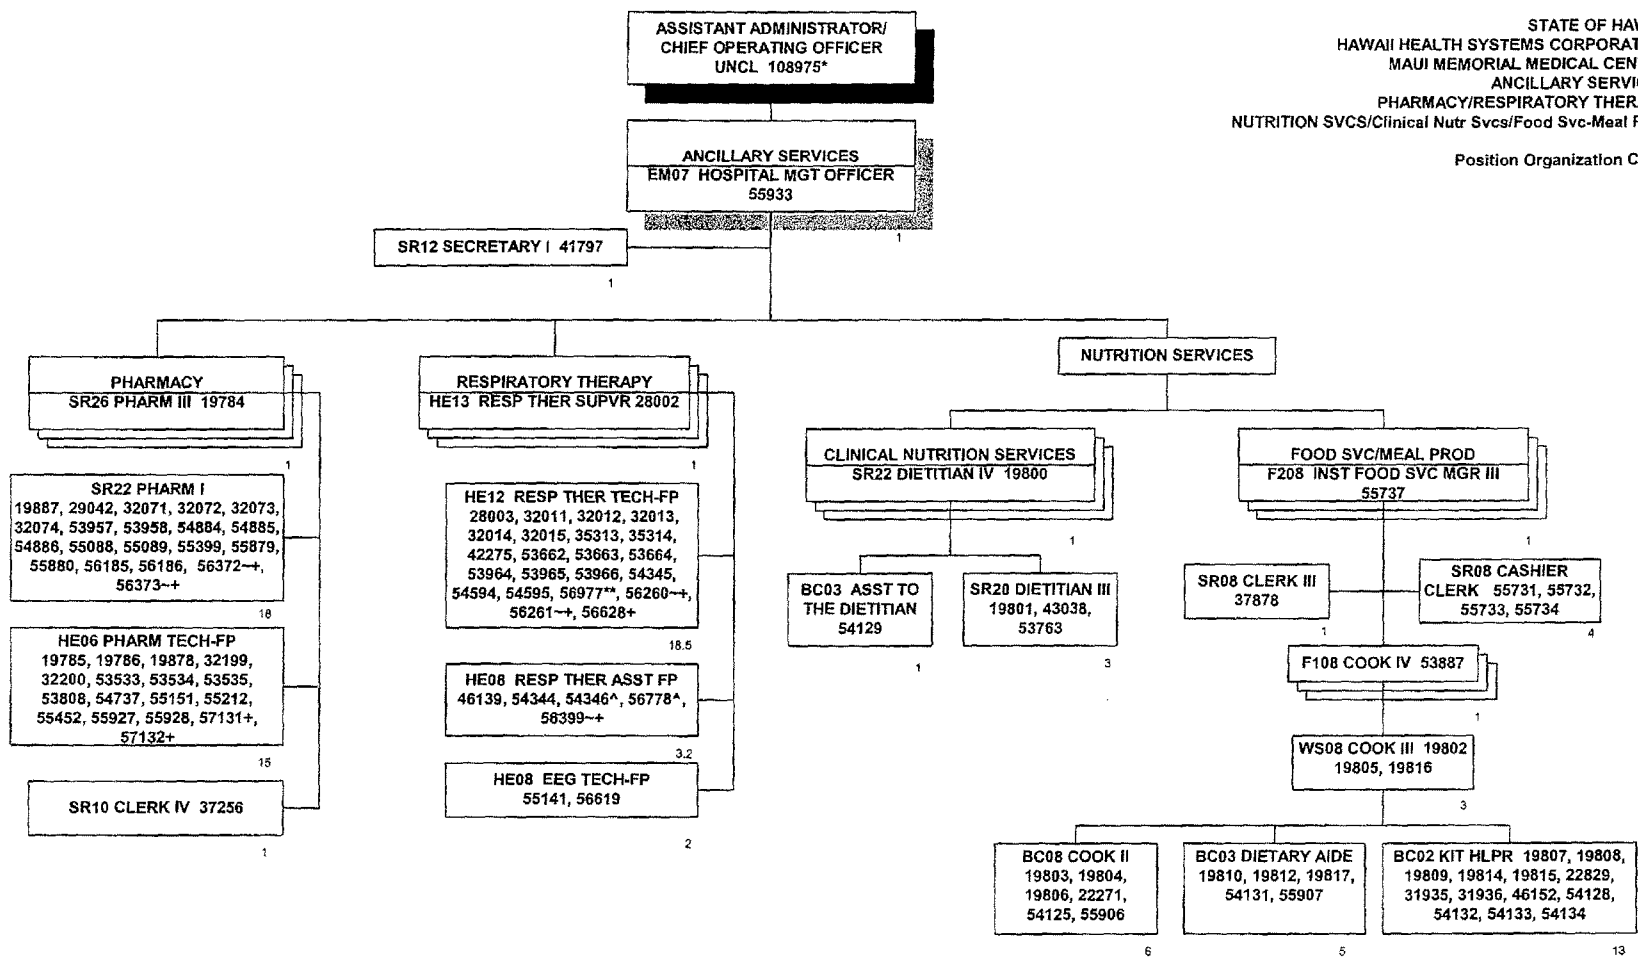 ASSISTANT ADMINISTRATOR/
CHIEF OPERATING OFFICER
UNCL 108975*
STATE OF HAW
HAWAII HEALTH SYSTEMS CORPORAT
MAUI MEMORIAL MEDICAL CEN
ANCILLARY SERVI
PHARMACY/RESPIRATORY THER
NUTRITION SVCS/Clinical Nutr Svcs/Food Svc-Meal P
Position Organization C
ANCILLARY SERVICES
EM07 HOSPITAL MGT OFFICER
55933
1
SR12 SECRETARY I 41797
1
PHARMACY
SR26 PHARM III 19784
1
SR22 PHARM I
19887, 29042, 32071, 32072, 32073,
32074, 53957, 53958, 54884, 54885,
54886, 55088, 55089, 55399, 55879,
55880, 56185, 56186, 56372~+,
56373~+
18
HE06 PHARM TECH-FP
19785, 19786, 19878, 32199,
32200, 53533, 53534, 53535,
53808, 54737, 55151, 55212,
55452, 55927, 55928, 57131+,
57132+
15
SR10 CLERK IV 37256
1
RESPIRATORY THERAPY
HE13 RESP THER SUPVR 28002
1
HE12 RESP THER TECH-FP
28003, 32011, 32012, 32013,
32014, 32015, 35313, 35314,
42275, 53662, 53663, 53664,
53964, 53965, 53966, 54345,
54594, 54595, 56977**, 56260~+,
56261~+, 56628+
18.5
HE08 RESP THER ASST FP
46139, 54344, 54346^, 56778^,
56399~+
3.2
HE08 EEG TECH-FP
55141, 56619
2
NUTRITION SERVICES
CLINICAL NUTRITION SERVICES
SR22 DIETITIAN IV 19800
1
BC03 ASST TO
THE DIETITIAN
54129
1
SR20 DIETITIAN III
19801, 43038,
53763
3
FOOD SVC/MEAL PROD
F208 INST FOOD SVC MGR III
55737
1
SR08 CLERK III
37878
1
SR08 CASHIER
CLERK 55731, 55732,
55733, 55734
4
F108 COOK IV 53887
1
WS08 COOK III 19802
19805, 19816
3
BC08 COOK II
19803, 19804,
19806, 22271,
54125, 55906
6
BC03 DIETARY AIDE
19810, 19812, 19817,
54131, 55907
5
BC02 KIT HLPR 19807, 19808,
19809, 19814, 19815, 22829,
31935, 31936, 46152, 54128,
54132, 54133, 54134
13